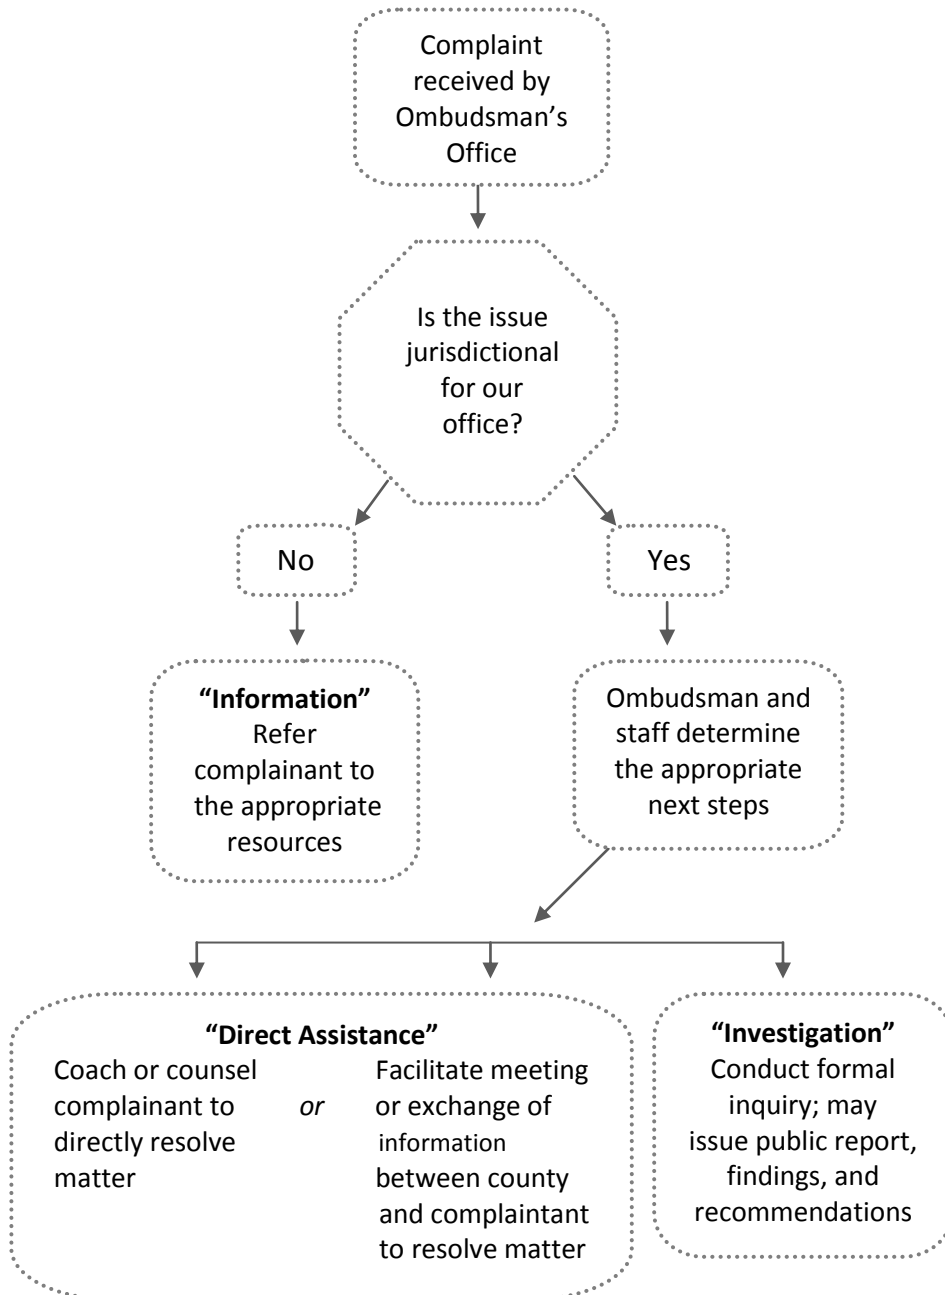 Complaint
received by
Ombudsman’s
Office
Is the issue
jurisdictional
for our
office?
No
Yes
“Information”
Refer
complainant to
the appropriate
resources
Ombudsman and
staff determine
the appropriate
next steps
“Direct Assistance”
Coach or counsel
complainant to
directly resolve
matter
or
Facilitate meeting
or exchange of
information
between county
and complaintant
to resolve matter
“Investigation”
Conduct formal
inquiry; may
issue public report,
findings, and
recommendations